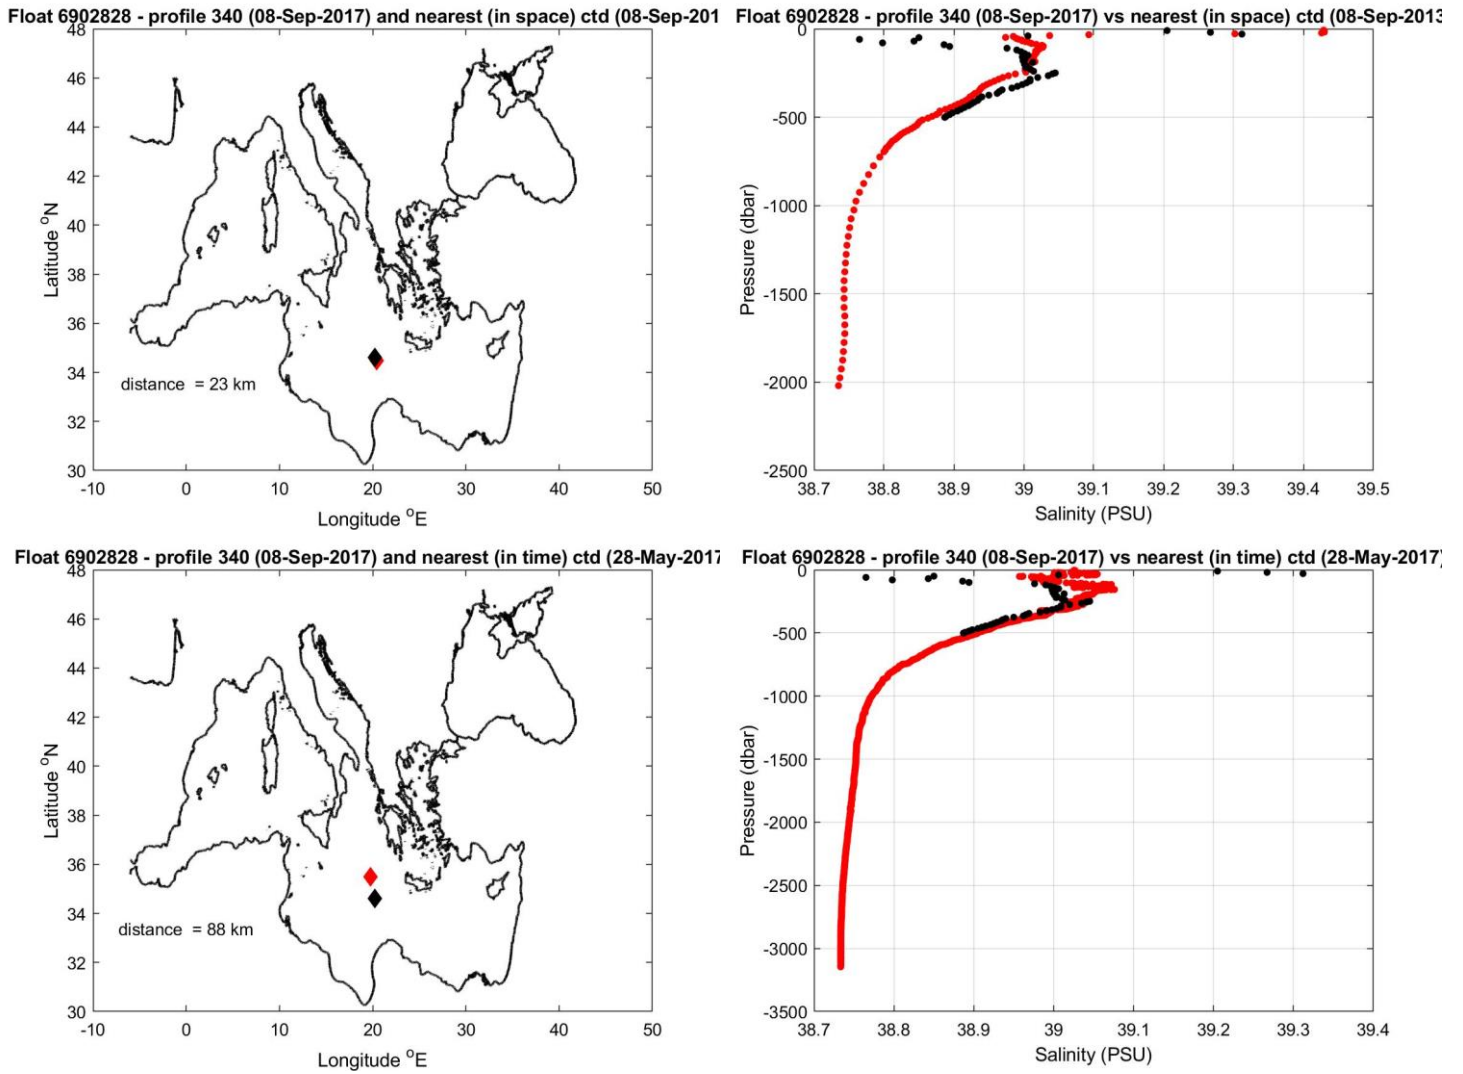 Float 6902828 - profile 340 (08-Sep-2017) and nearest (in space) ctd (08-Sep-201
48
46
44
42
40
38
36
34
32
30
Latitude °N
distance = 23 km
-10 0 10 20 30 40 50
Longitude °E
Float 6902828 - profile 340 (08-Sep-2017) vs nearest (in space) ctd (08-Sep-2013
0
-500
-1000
-1500
-2000
-2500
Pressure (dbar)
38.7 38.8 38.9 39 39.1 39.2 39.3 39.4 39.5
Salinity (PSU)
Float 6902828 - profile 340 (08-Sep-2017) and nearest (in time) ctd (28-May-2017
48
46
44
42
40
38
36
34
32
30
Latitude °N
distance = 88 km
-10 0 10 20 30 40 50
Longitude °E
Float 6902828 - profile 340 (08-Sep-2017) vs nearest (in time) ctd (28-May-2017)
0
-500
-1000
-1500
-2000
-2500
-3000
-3500
Pressure (dbar)
38.7 38.8 38.9 39 39.1 39.2 39.3 39.4
Salinity (PSU)